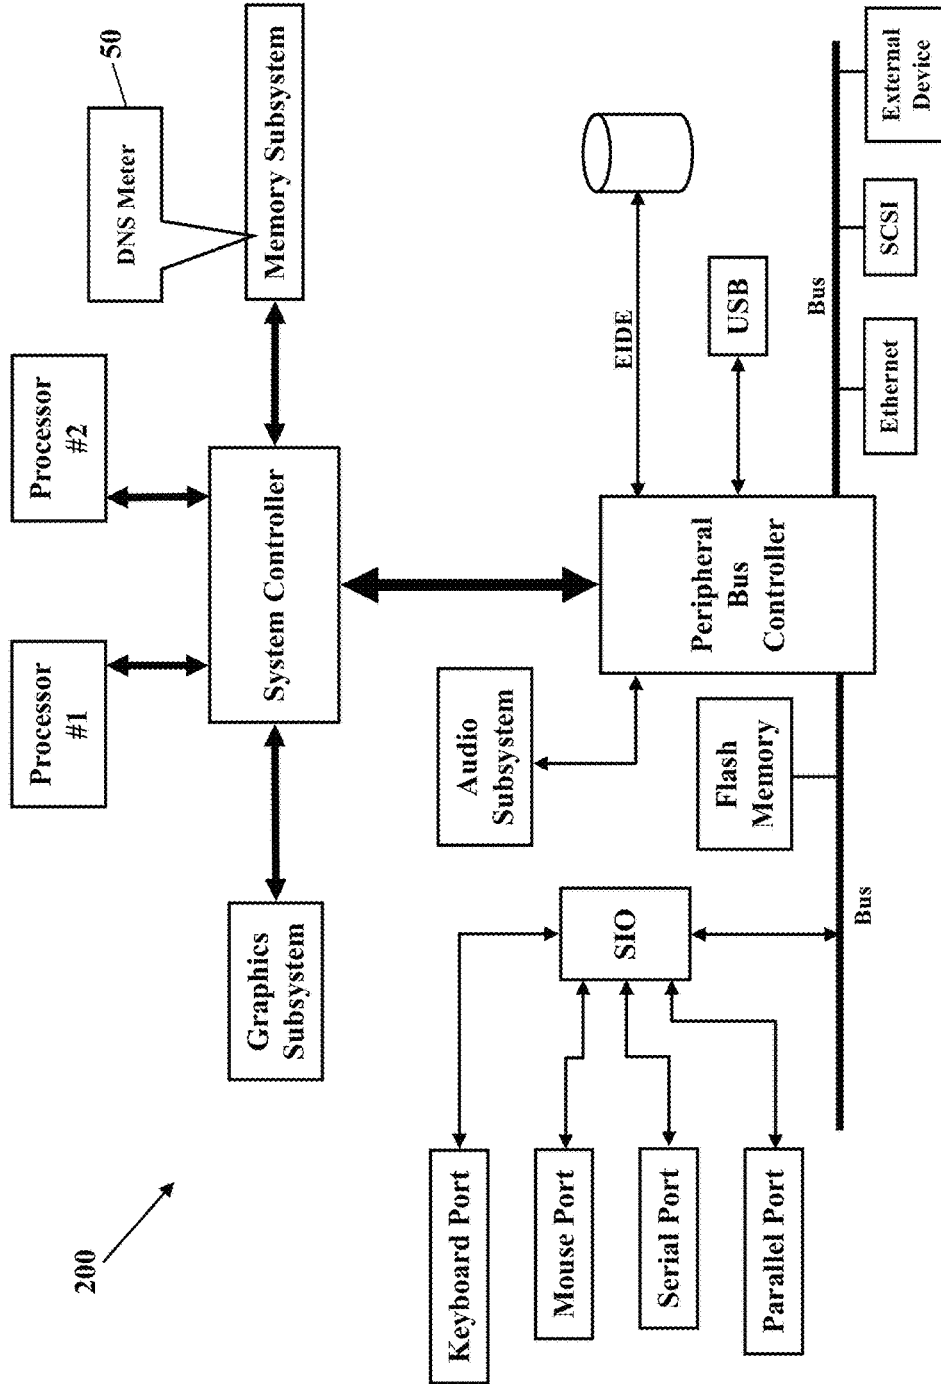 200
Processor
#1
Processor
#2
DNS Meter
50
Graphics
Subsystem
System Controller
Memory Subsystem
Keyboard Port
Mouse Port
Serial Port
Parallel Port
SIO
Audio
Subsystem
Flash
Memory
Peripheral
Bus
Controller
EIDE
USB
Bus
Bus
Ethernet
SCSI
External
Device